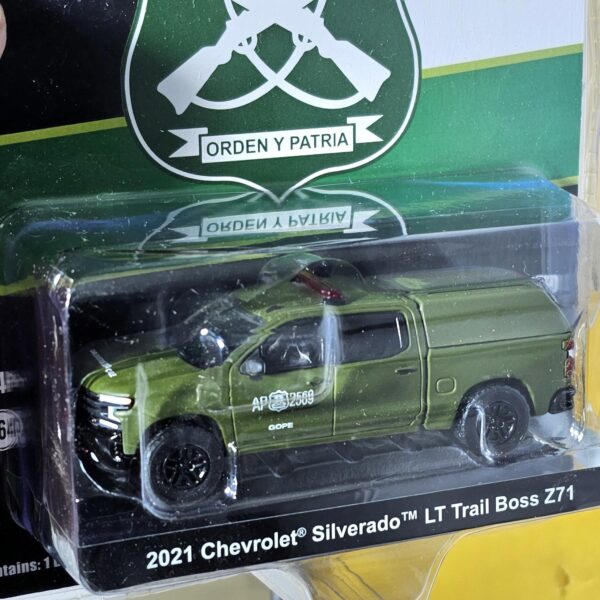 ORDEN Y PATRIA
ORDEN Y PATRIA
AP 2569
GOPE
2021 Chevrolet® Silverado™ LT Trail Boss Z71